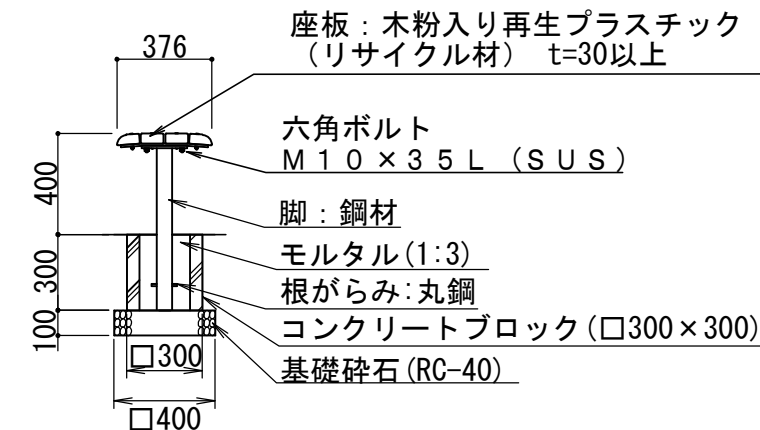 座板：木粉入り再生プラスチック
（リサイクル材） t=30以上
376
六角ボルト
Ｍ１０×３５Ｌ（ＳＵＳ）
400
脚：鋼材
モルタル(1:3)
300
根がらみ:丸鋼
コンクリートブロック(□300×300)
100
□300
基礎砕石(RC-40)
□400